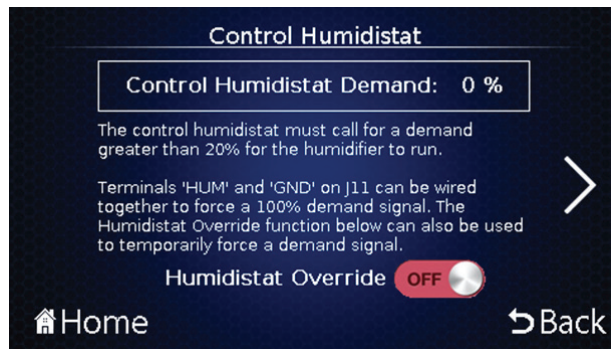 Control Humidistat
Control Humidistat Demand: 0 %
The control humidistat must call for a demand
greater than 20% for the humidifier to run.
Terminals 'HUM' and 'GND' on J11 can be wired
together to force a 100% demand signal. The
Humidistat Override function below can also be used
to temporarily force a demand signal.
Humidistat Override OFF
Home
Back